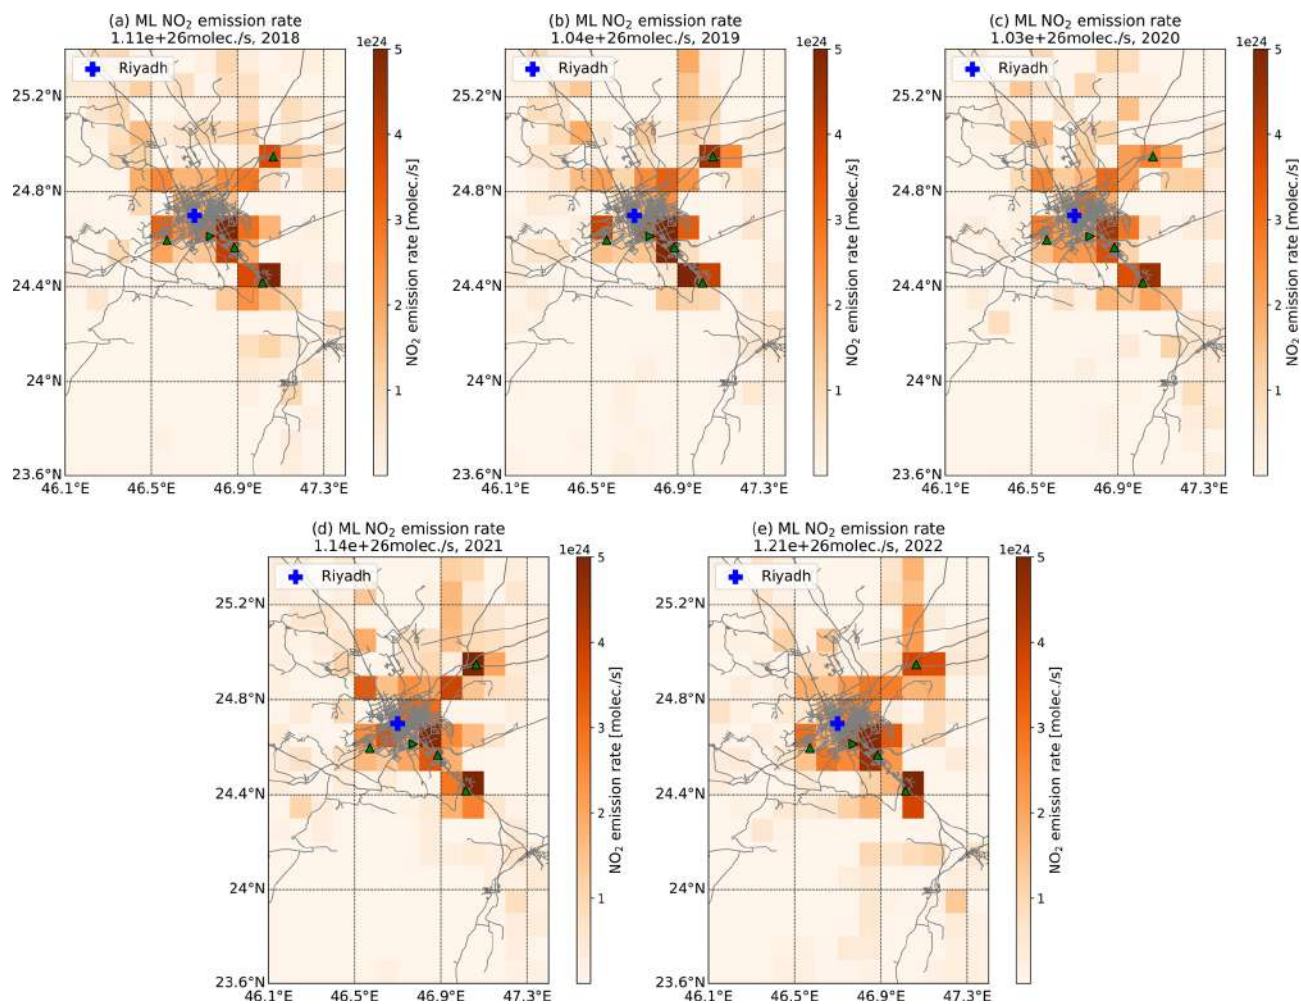 (a) ML NO₂ emission rate
1.11e+26molec./s, 2018
1e24
Riyadh
25.2°N
24.8°N
24.4°N
24°N
23.6°N
46.1°E 46.5°E 46.9°E 47.3°E
5
4
3
2
1
NO₂ emission rate [molec./s]
(b) ML NO₂ emission rate
1.04e+26molec./s, 2019
1e24
Riyadh
25.2°N
24.8°N
24.4°N
24°N
23.6°N
46.1°E 46.5°E 46.9°E 47.3°E
5
4
3
2
1
NO₂ emission rate [molec./s]
(c) ML NO₂ emission rate
1.03e+26molec./s, 2020
1e24
Riyadh
25.2°N
24.8°N
24.4°N
24°N
23.6°N
46.1°E 46.5°E 46.9°E 47.3°E
5
4
3
2
1
NO₂ emission rate [molec./s]
(d) ML NO₂ emission rate
1.14e+26molec./s, 2021
1e24
Riyadh
25.2°N
24.8°N
24.4°N
24°N
23.6°N
46.1°E 46.5°E 46.9°E 47.3°E
5
4
3
2
1
NO₂ emission rate [molec./s]
(e) ML NO₂ emission rate
1.21e+26molec./s, 2022
1e24
Riyadh
25.2°N
24.8°N
24.4°N
24°N
23.6°N
46.1°E 46.5°E 46.9°E 47.3°E
5
4
3
2
1
NO₂ emission rate [molec./s]